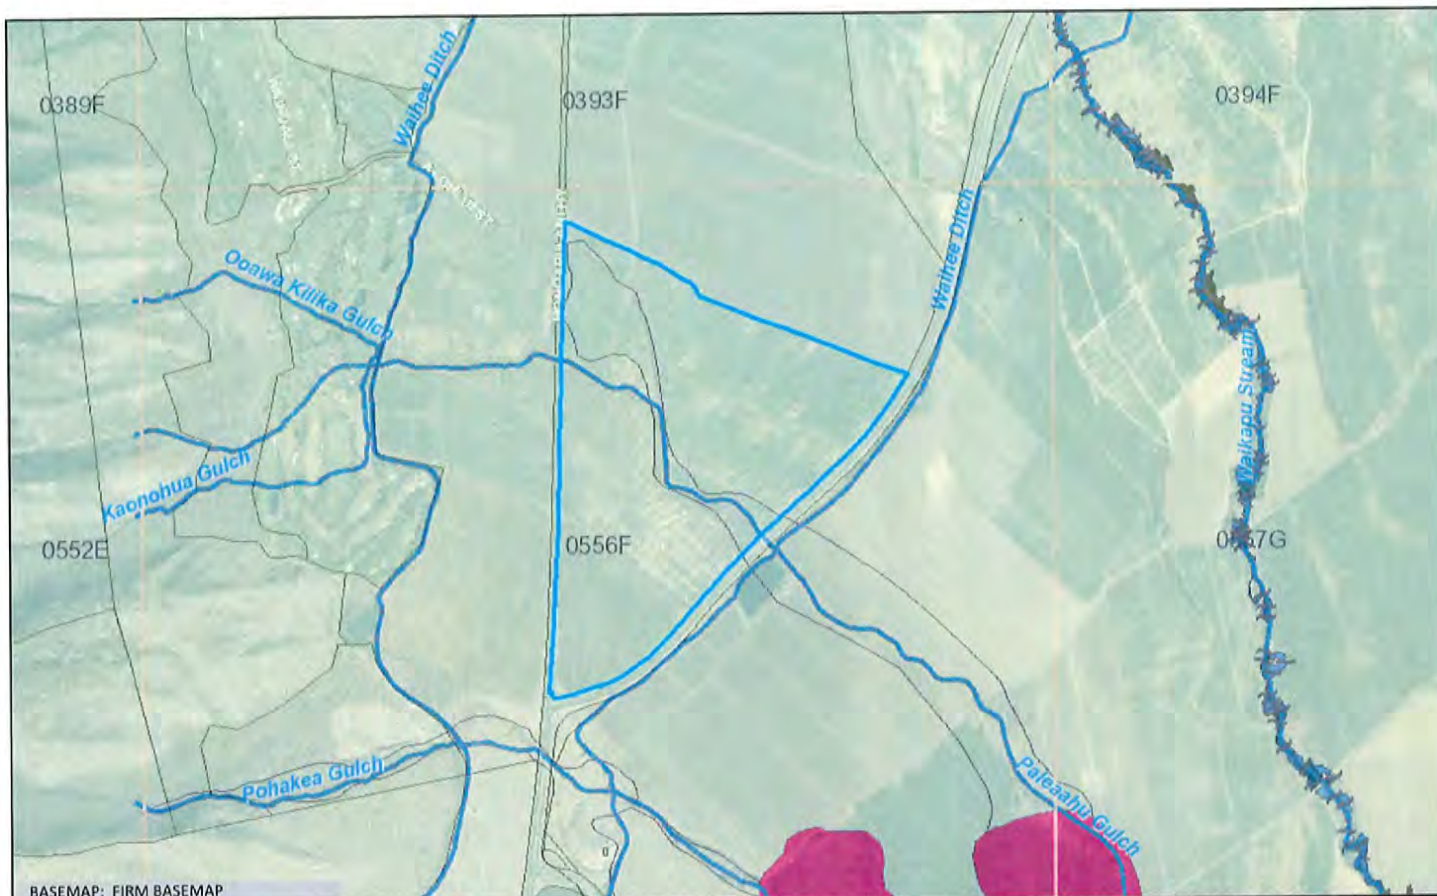 0389F
Waihee Ditch
0393F
0394F
Waihee Ditch
Ooawa Kilika Gulch
Waikapu Stream
Kaonohua Gulch
0552E
0556F
0557G
Pohakea Gulch
Paleaahu Gulch
BASEMAP: FIRM BASEMAP